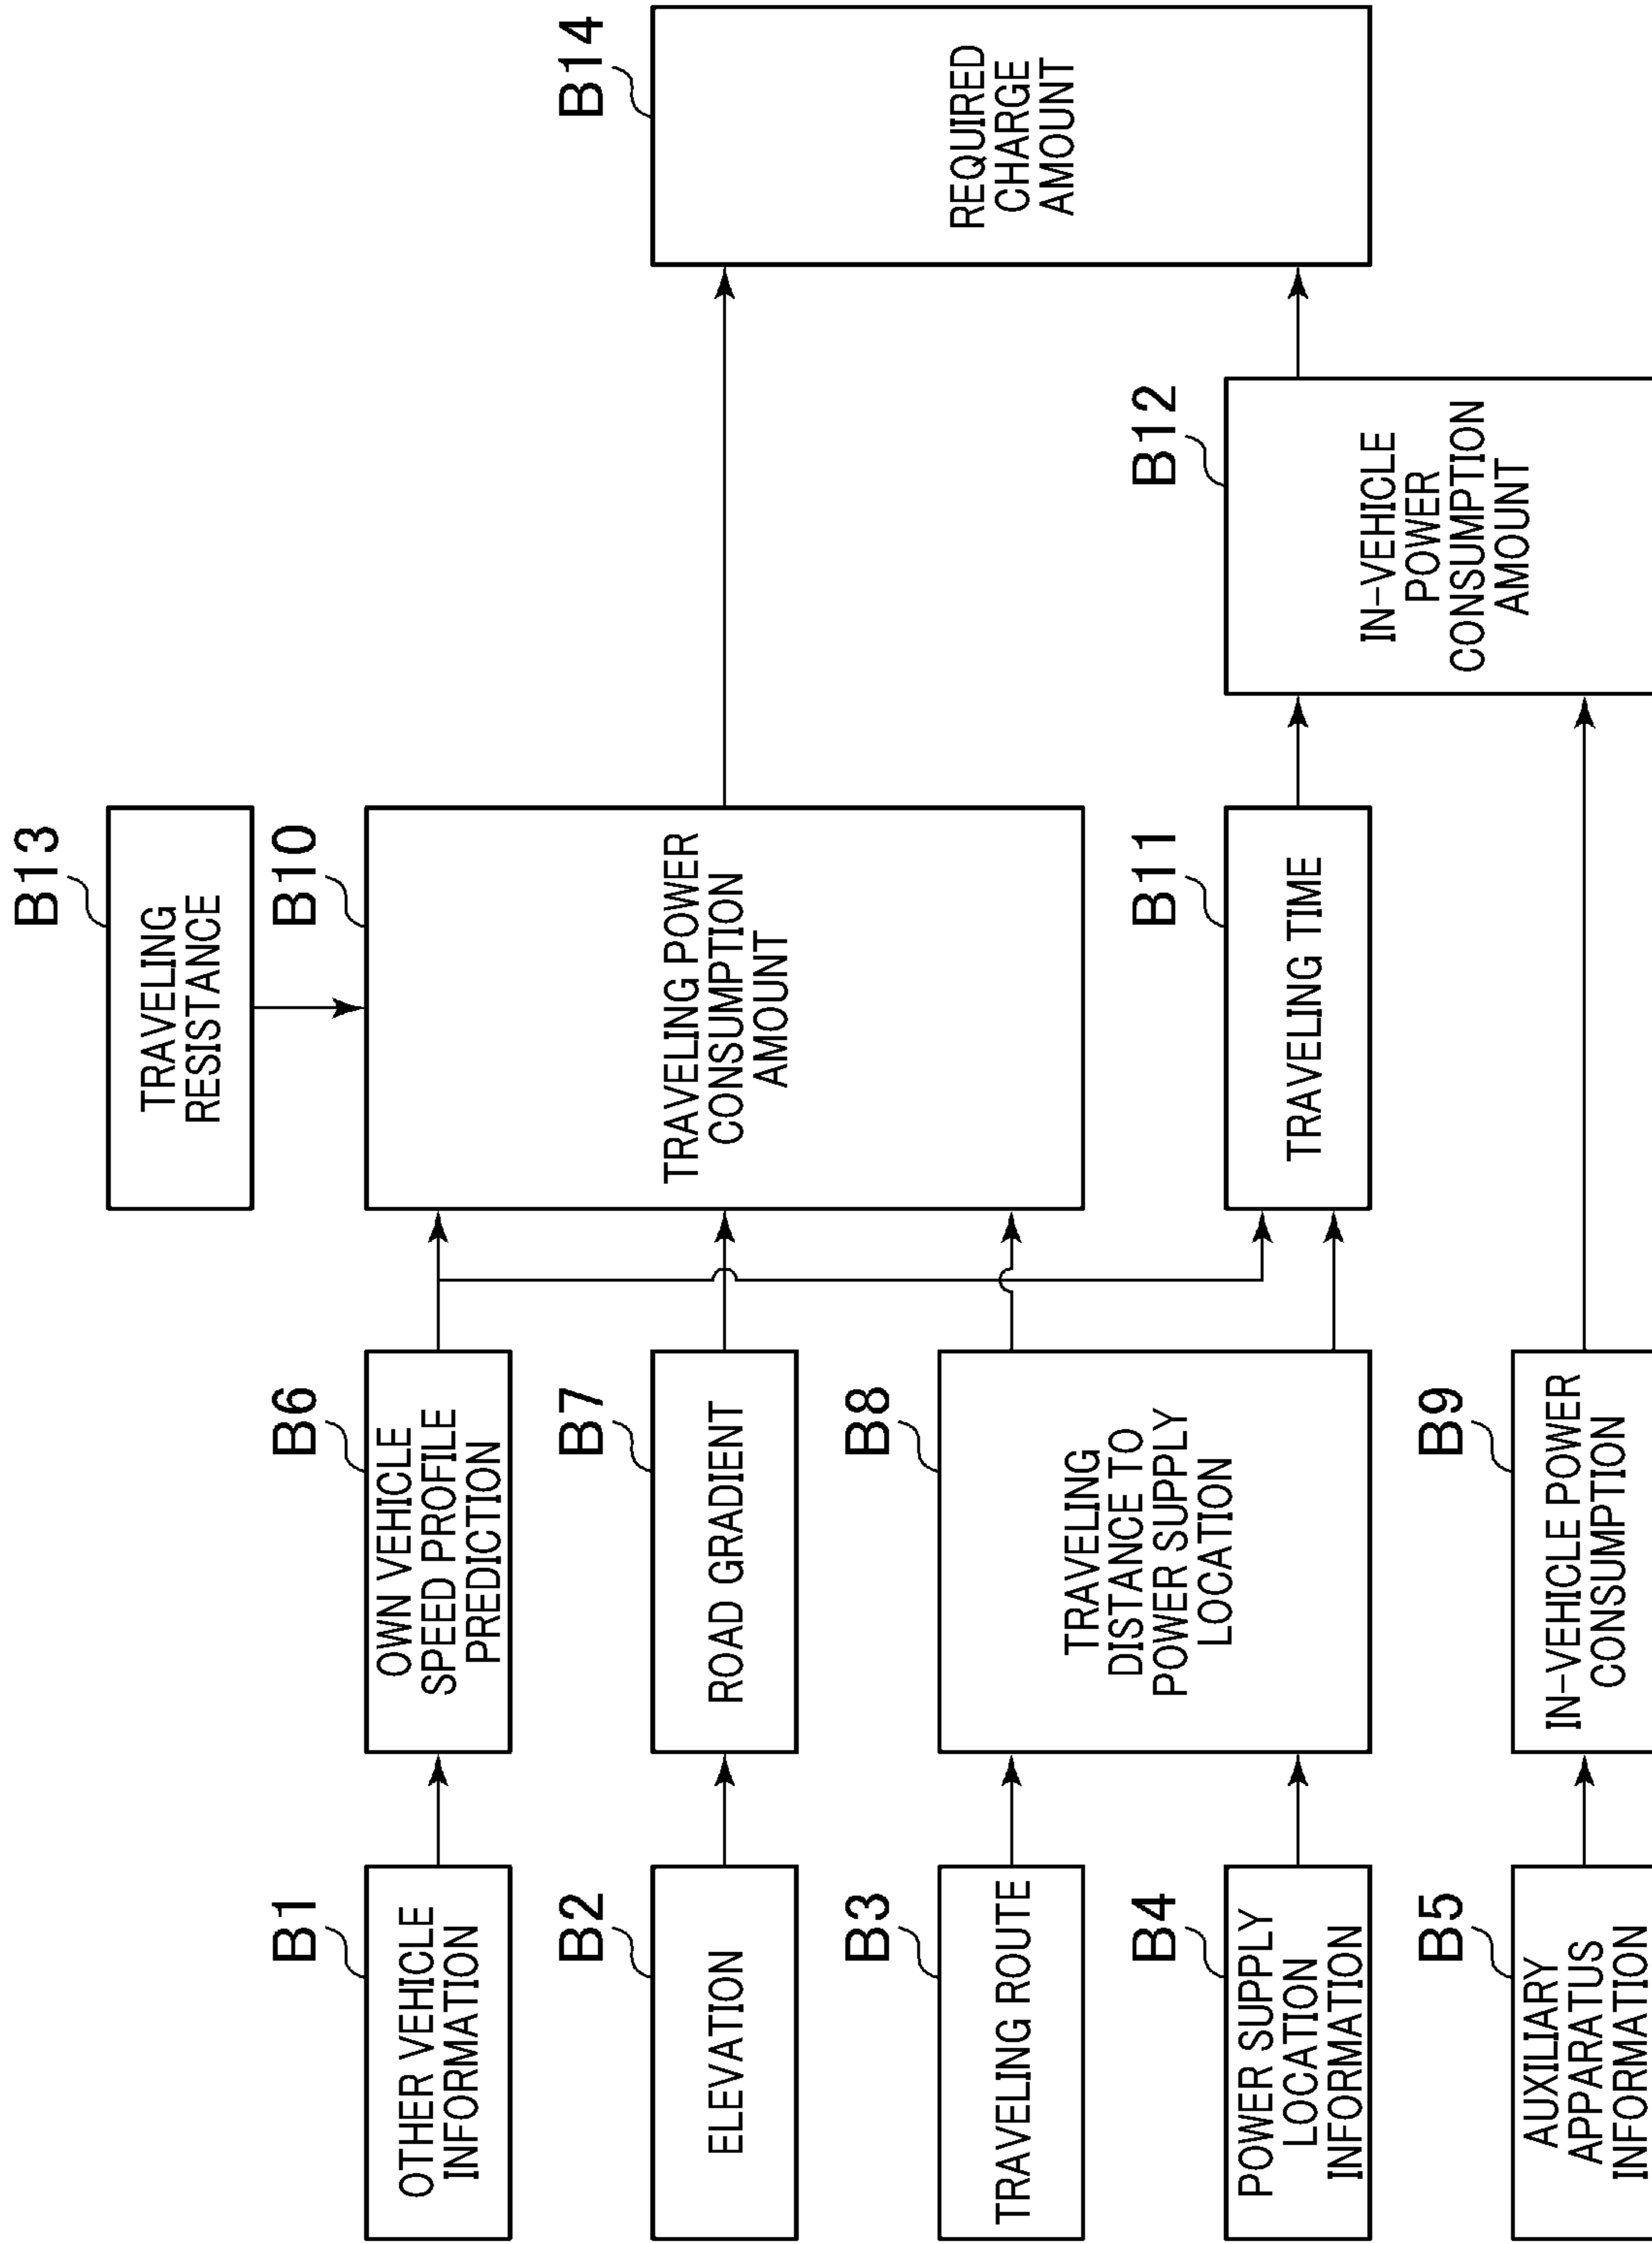 B13
TRAVELING
RESISTANCE
B1
OTHER VEHICLE
INFORMATION
B6
OWN VEHICLE
SPEED PROFILE
PREDICTION
B10
TRAVELING POWER
CONSUMPTION
AMOUNT
B2
ELEVATION
B7
ROAD GRADIENT
B14
REQUIRED
CHARGE
AMOUNT
B3
TRAVELING ROUTE
B8
TRAVELING
DISTANCE TO
POWER SUPPLY
LOCATION
B4
POWER SUPPLY
LOCATION
INFORMATION
B11
TRAVELING TIME
B12
IN-VEHICLE
POWER
CONSUMPTION
AMOUNT
B5
AUXILIARY
APPARATUS
INFORMATION
B9
IN-VEHICLE POWER
CONSUMPTION